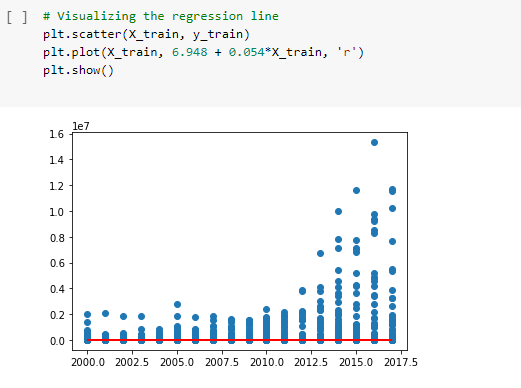 [ ] # Visualizing the regression line
plt.scatter(X_train, y_train)
plt.plot(X_train, 6.948 + 0.054*X_train, 'r')
plt.show()
1e7
1.6
1.4
1.2
1.0
0.8
0.6
0.4
0.2
0.0
2000.0 2002.5 2005.0 2007.5 2010.0 2012.5 2015.0 2017.5